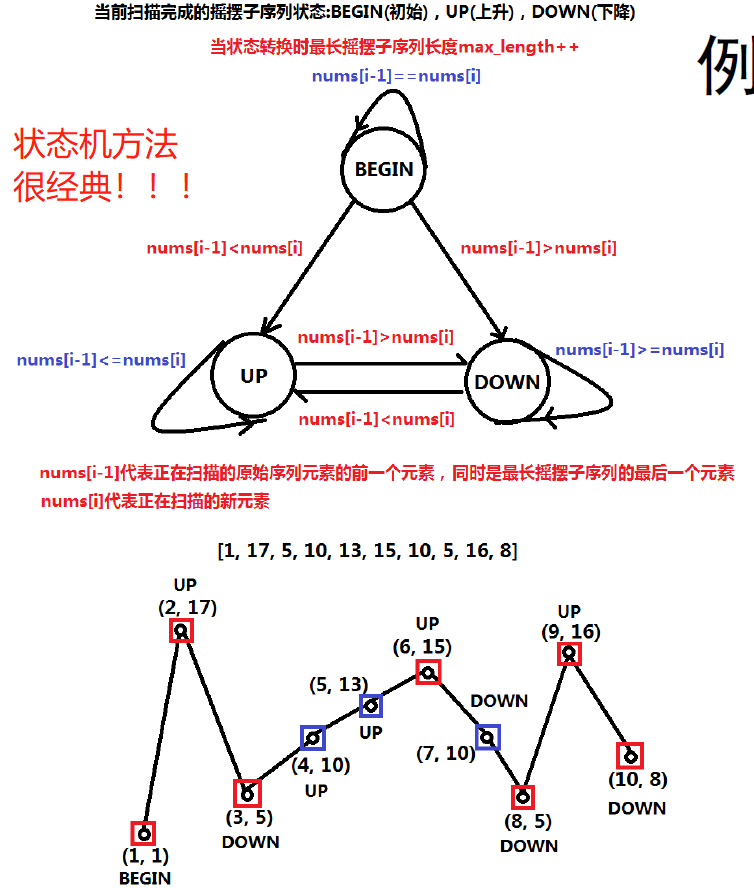 当前扫描完成的摇摆子序列状态:BEGIN(初始)，UP(上升)，DOWN(下降)
当状态转换时最长摇摆子序列长度max_length++
例
nums[i-1]==nums[i]
状态机方法
很经典！！！
BEGIN
nums[i-1]<nums[i]
nums[i-1]>nums[i]
nums[i-1]>nums[i]
nums[i-1]<=nums[i]
nums[i-1]>=nums[i]
UP
DOWN
nums[i-1]<nums[i]
nums[i-1]代表正在扫描的原始序列元素的前一个元素，同时是最长摇摆子序列的最后一个元素
nums[i]代表正在扫描的新元素
[1, 17, 5, 10, 13, 15, 10, 5, 16, 8]
UP
(2, 17)
UP
(9, 16)
UP
(6, 15)
(5, 13)
UP
DOWN
(7, 10)
(4, 10)
UP
(10, 8)
DOWN
(3, 5)
DOWN
(8, 5)
DOWN
(1, 1)
BEGIN